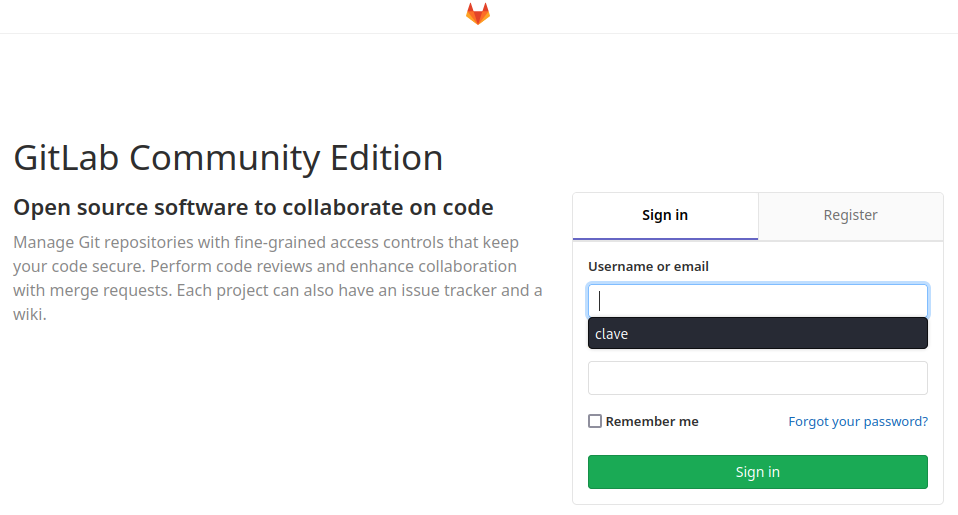 GitLab Community Edition
Open source software to collaborate on code
Manage Git repositories with fine-grained access controls that keep
your code secure. Perform code reviews and enhance collaboration
with merge requests. Each project can also have an issue tracker and a
wiki.
Sign in
Register
Username or email
clave
Remember me
Forgot your password?
Sign in